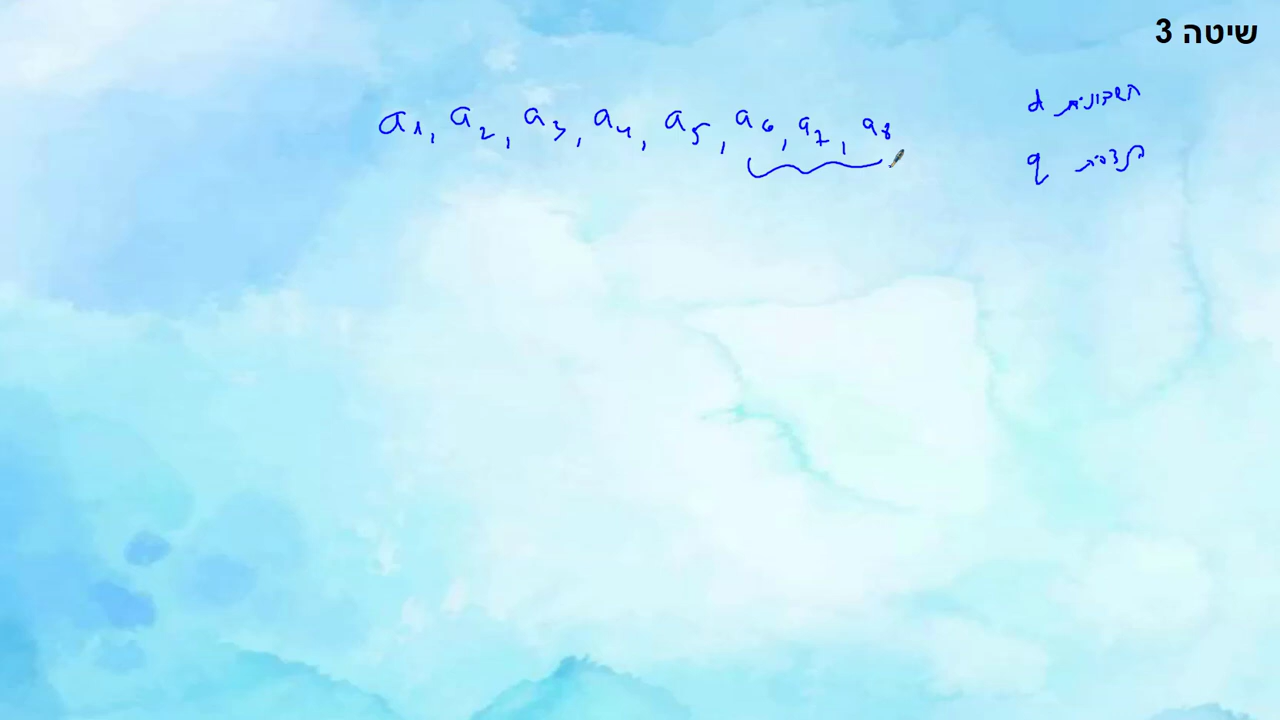 שיטה 3
a1, a2, a3, a4, a5, a6, a7, a8
חשבונית d
הנדסית q